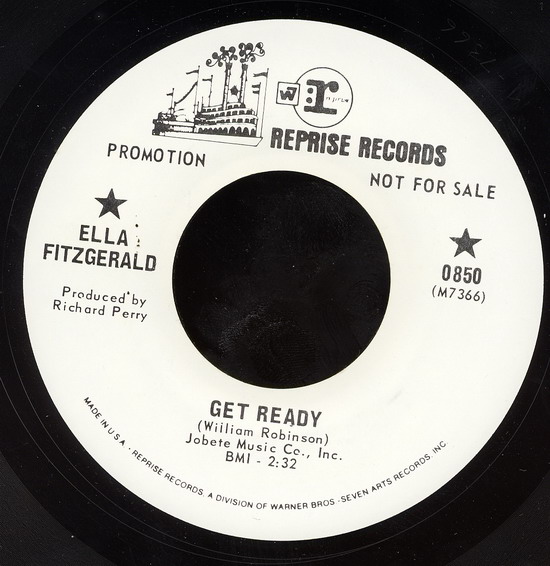 W
r
REPRISE RECORDS
PROMOTION
NOT FOR SALE
ELLA
FITZGERALD
Produced by
Richard Perry
0850
(M7366)
GET READY
(William Robinson)
Jobete Music Co., Inc.
BMI - 2:32
MADE IN U.S.A. · REPRISE RECORDS, A DIVISION OF WARNER BROS.-SEVEN ARTS RECORDS, INC.